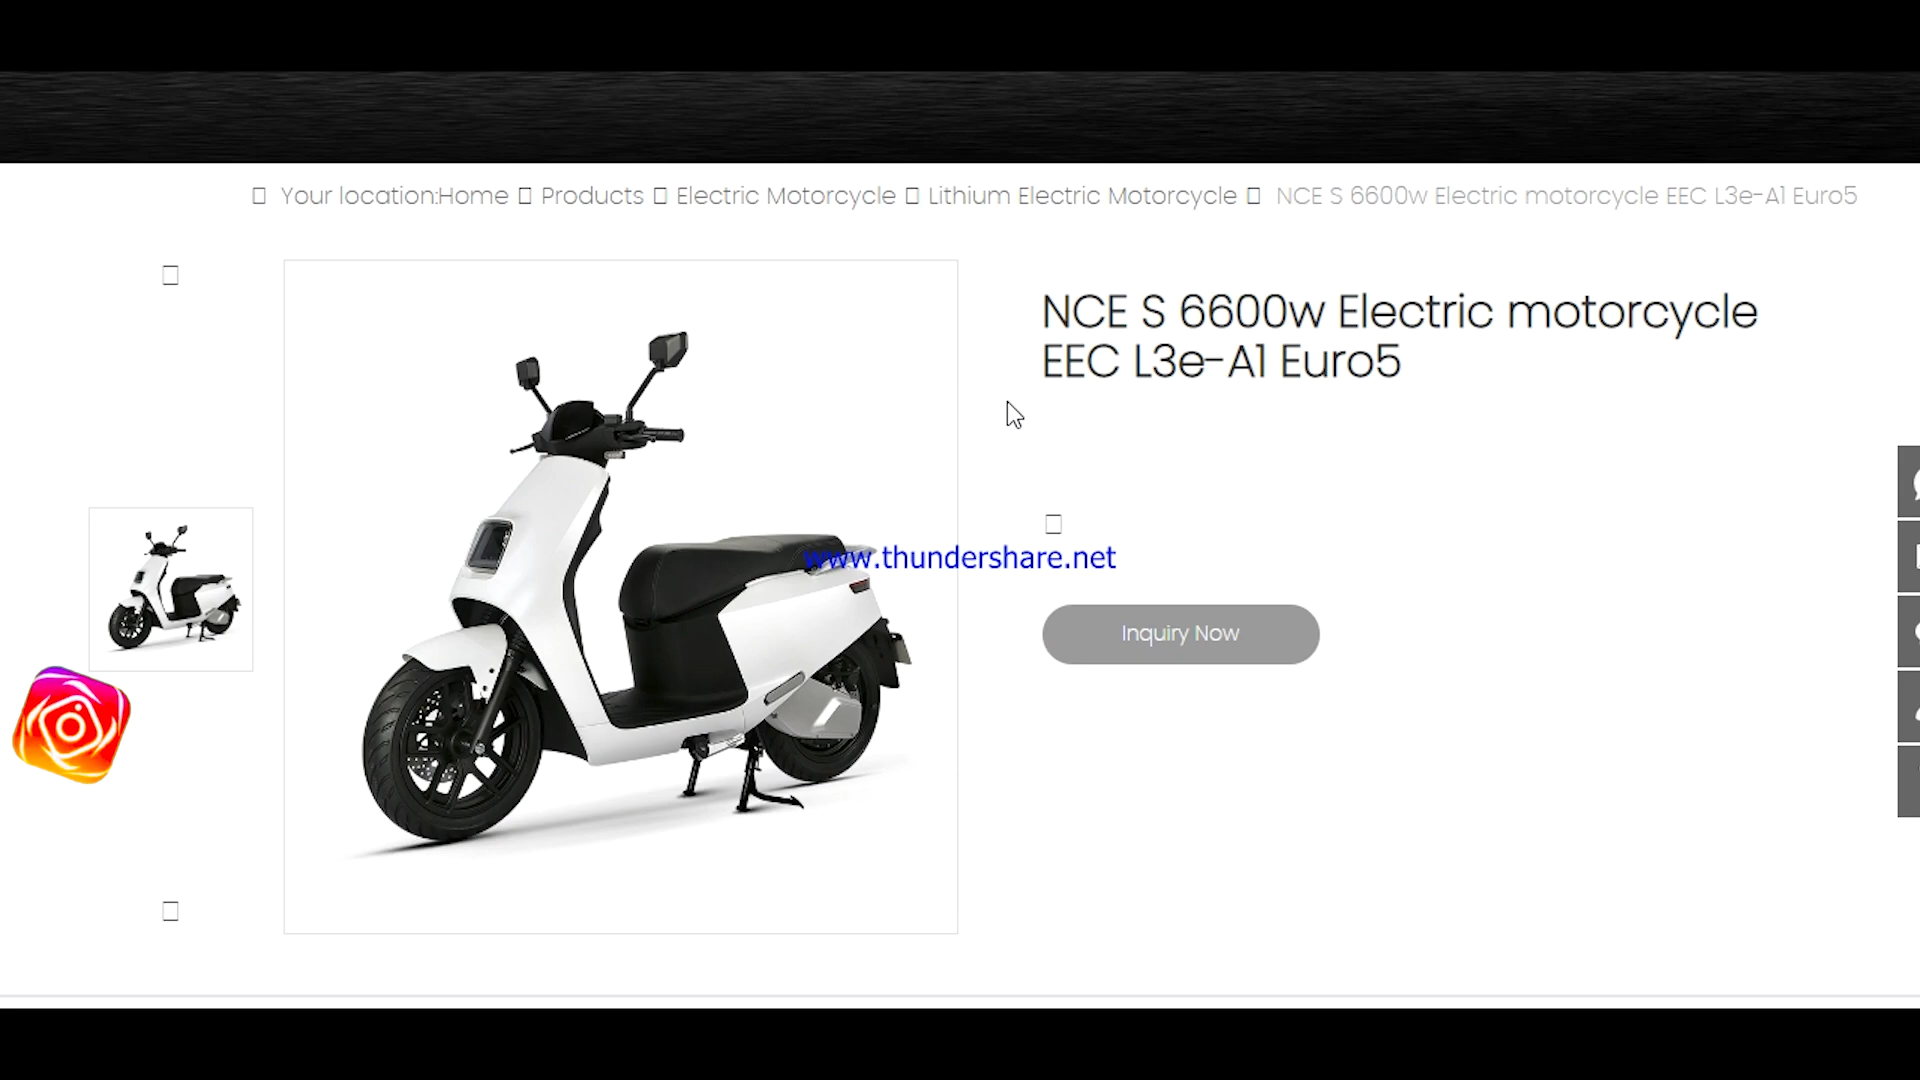 Your location:Home Products Electric Motorcycle Lithium Electric Motorcycle NCE S 6600w Electric motorcycle EEC L3e-A1 Euro5
NCE S 6600w Electric motorcycle
EEC L3e-A1 Euro5
www.thundershare.net
Inquiry Now